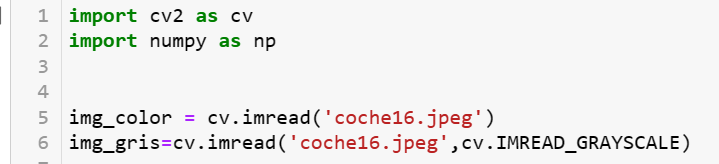 1 import cv2 as cv
2 import numpy as np
3
4
5 img_color = cv.imread('coche16.jpeg')
6 img_gris=cv.imread('coche16.jpeg',cv.IMREAD_GRAYSCALE)